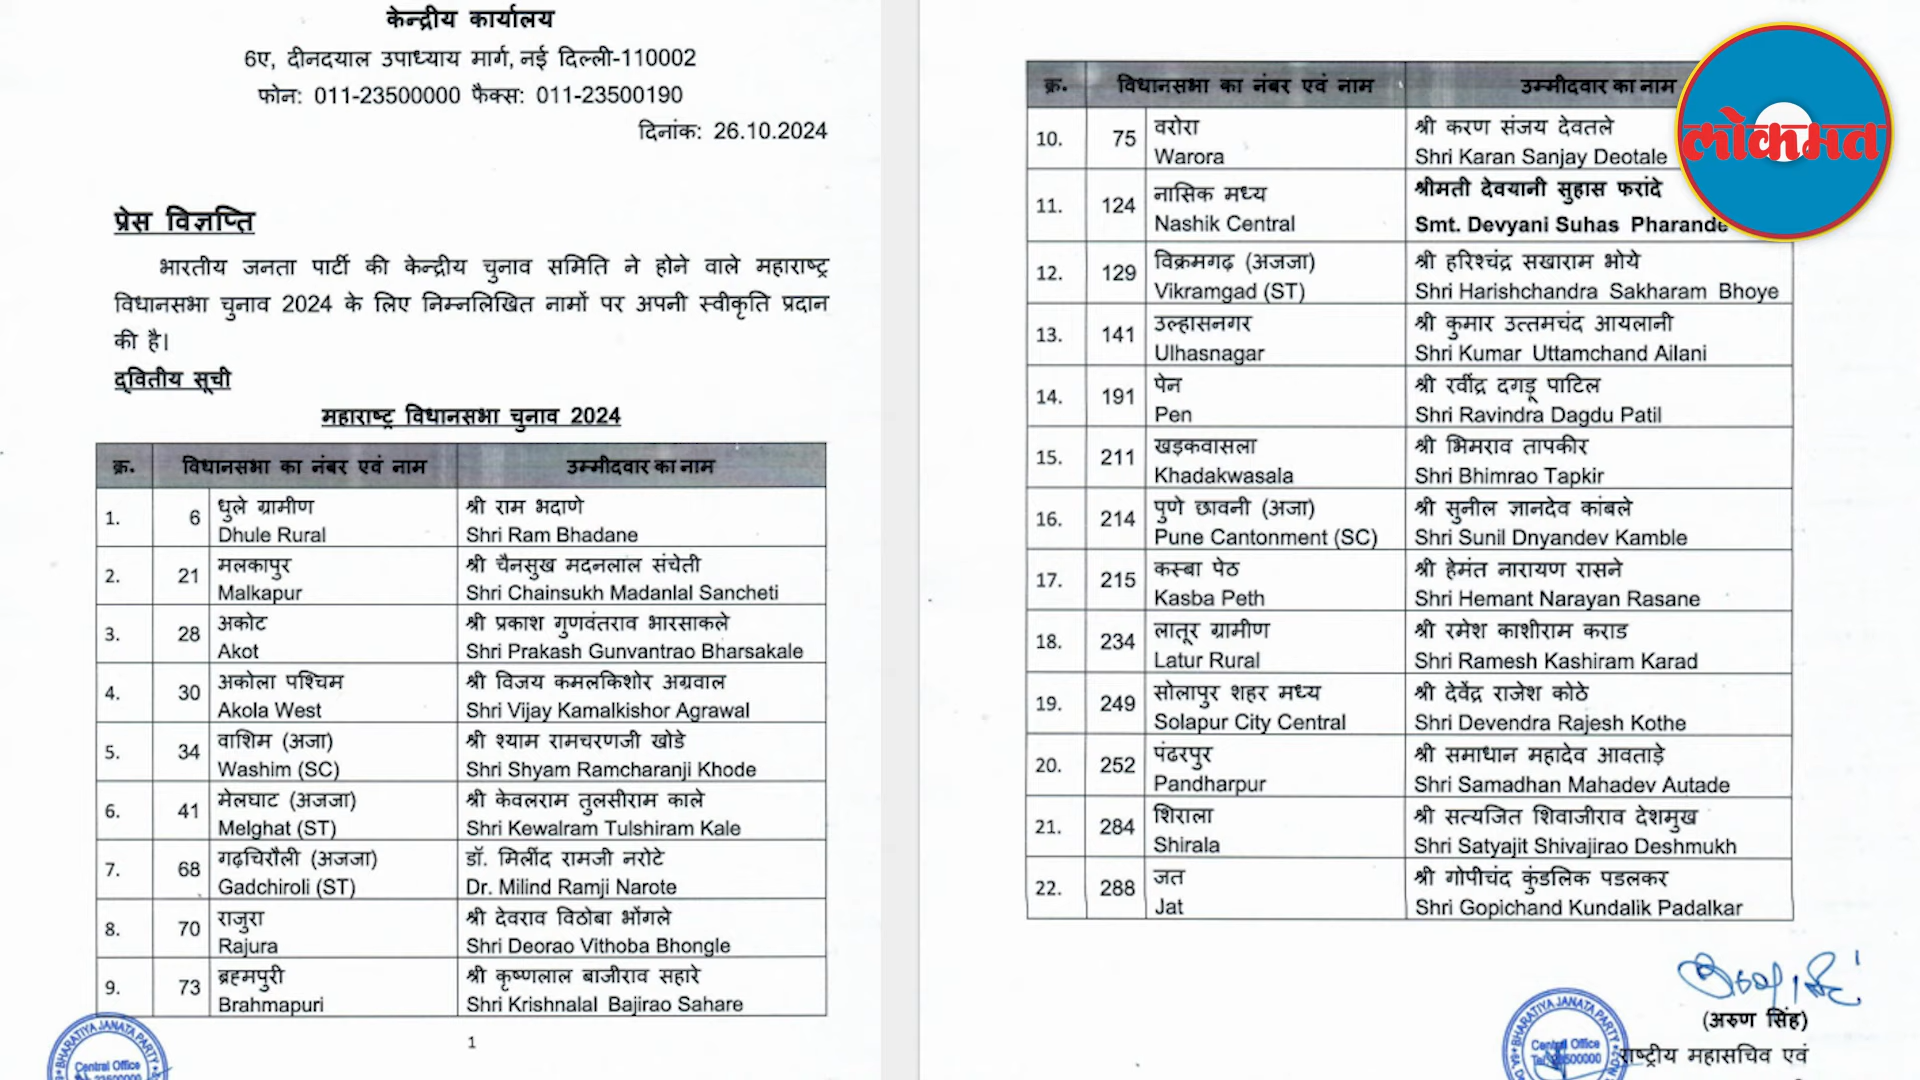 केन्द्रीय कार्यालय
6ए, दीनदयाल उपाध्याय मार्ग, नई दिल्ली-110002
फोन: 011-23500000 फैक्स: 011-23500190
दिनांक: 26.10.2024
प्रेस विज्ञप्ति
भारतीय जनता पार्टी की केन्द्रीय चुनाव समिति ने होने वाले महाराष्ट्र
विधानसभा चुनाव 2024 के लिए निम्नलिखित नामों पर अपनी स्वीकृति प्रदान
की है।
द्वितीय सूची
महाराष्ट्र विधानसभा चुनाव 2024
क्र. विधानसभा का नंबर एवं नाम उम्मीदवार का नाम
1. 6 धुले ग्रामीण श्री राम भदाणे
Dhule Rural Shri Ram Bhadane
2. 21 मलकापुर श्री चैनसुख मदनलाल संचेती
Malkapur Shri Chainsukh Madanlal Sancheti
3. 28 अकोट श्री प्रकाश गुणवंतराव भारसाकले
Akot Shri Prakash Gunvantrao Bharsakale
4. 30 अकोला पश्चिम श्री विजय कमलकिशोर अग्रवाल
Akola West Shri Vijay Kamalkishor Agrawal
5. 34 वाशिम (अजा) श्री श्याम रामचरणजी खोडे
Washim (SC) Shri Shyam Ramcharanji Khode
6. 41 मेलघाट (अजजा) श्री केवलराम तुलसीराम काले
Melghat (ST) Shri Kewalram Tulshiram Kale
7. 68 गढ़चिरौली (अजजा) डॉ. मिलींद रामजी नरोटे
Gadchiroli (ST) Dr. Milind Ramji Narote
8. 70 राजुरा श्री देवराव विठोबा भोंगले
Rajura Shri Deorao Vithoba Bhongle
9. 73 ब्रह्मपुरी श्री कृष्णलाल बाजीराव सहारे
Brahmapuri Shri Krishnalal Bajirao Sahare
1
BHARATIYA JANATA PARTY
Central Office
क्र. विधानसभा का नंबर एवं नाम उम्मीदवार का नाम
10. 75 वरोरा श्री करण संजय देवतले
Warora Shri Karan Sanjay Deotale
11. 124 नासिक मध्य श्रीमती देवयानी सुहास फरांदे
Nashik Central Smt. Devyani Suhas Pharande
12. 129 विक्रमगढ़ (अजजा) श्री हरिश्चंद्र सखाराम भोये
Vikramgad (ST) Shri Harishchandra Sakharam Bhoye
13. 141 उल्हासनगर श्री कुमार उत्तमचंद आयलानी
Ulhasnagar Shri Kumar Uttamchand Ailani
14. 191 पेन श्री रवींद्र दगडू पाटिल
Pen Shri Ravindra Dagdu Patil
15. 211 खड़कवासला श्री भिमराव तापकीर
Khadakwasala Shri Bhimrao Tapkir
16. 214 पुणे छावनी (अजा) श्री सुनील ज्ञानदेव कांबले
Pune Cantonment (SC) Shri Sunil Dnyandev Kamble
17. 215 कस्बा पेठ श्री हेमंत नारायण रासने
Kasba Peth Shri Hemant Narayan Rasane
18. 234 लातूर ग्रामीण श्री रमेश काशीराम कराड
Latur Rural Shri Ramesh Kashiram Karad
19. 249 सोलापुर शहर मध्य श्री देवेंद्र राजेश कोठे
Solapur City Central Shri Devendra Rajesh Kothe
20. 252 पंढरपुर श्री समाधान महादेव आवताड़े
Pandharpur Shri Samadhan Mahadev Autade
21. 284 शिराला श्री सत्यजित शिवाजीराव देशमुख
Shirala Shri Satyajit Shivajirao Deshmukh
22. 288 जत श्री गोपीचंद कुंडलिक पडलकर
Jat Shri Gopichand Kundalik Padalkar
(अरुण सिंह)
राष्ट्रीय महासचिव एवं
BHARATIYA JANATA PARTY
Central Office
लोकमत